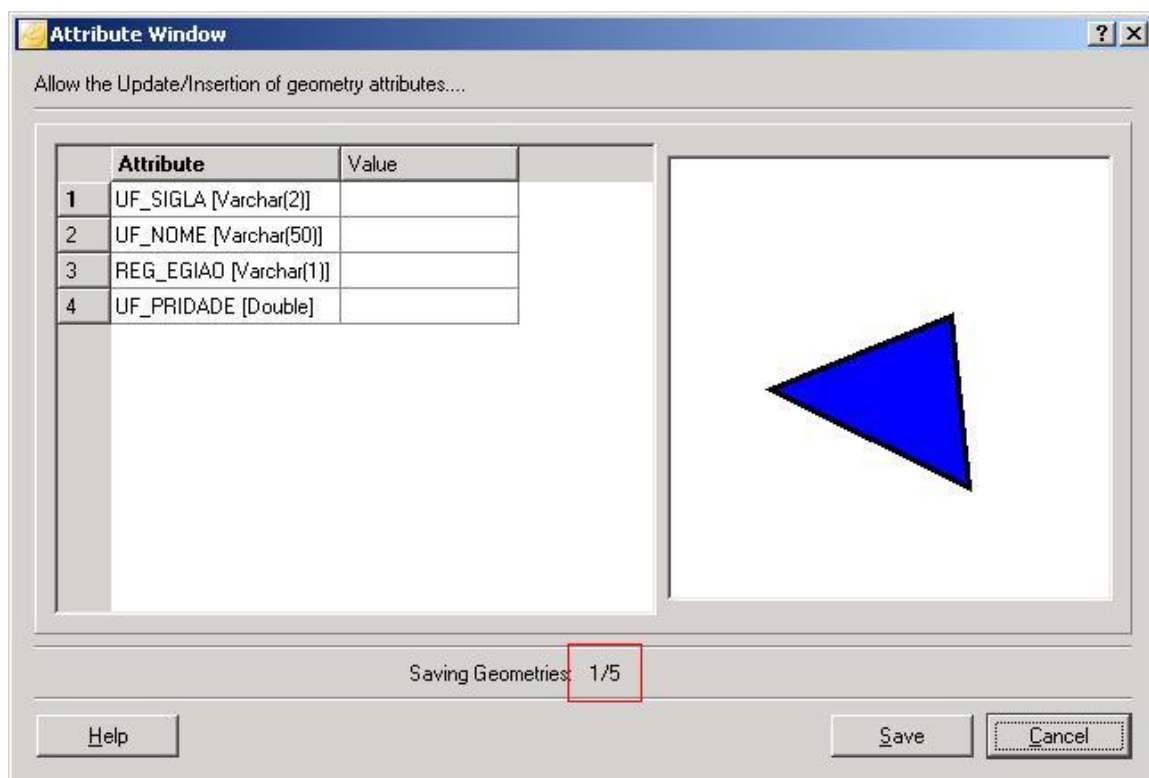 Attribute Window
Allow the Update/Insertion of geometry attributes....
Attribute Value
1 UF_SIGLA [Varchar(2)]
2 UF_NOME [Varchar(50)]
3 REG_EGIAO [Varchar(1)]
4 UF_PRIDADE [Double]
Saving Geometries: 1/5
Help Save Cancel